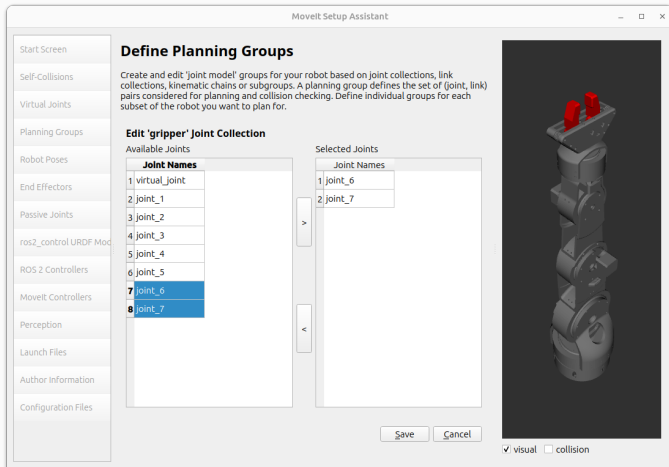 MoveIt Setup Assistant
Start Screen
Self-Collisions
Virtual Joints
Planning Groups
Robot Poses
End Effectors
Passive Joints
ros2_control URDF Mod
ROS 2 Controllers
MoveIt Controllers
Perception
Launch Files
Author Information
Configuration Files
Define Planning Groups
Create and edit 'joint model' groups for your robot based on joint collections, link
collections, kinematic chains or subgroups. A planning group defines the set of (joint, link)
pairs considered for planning and collision checking. Define individual groups for each
subset of the robot you want to plan for.
Edit 'gripper' Joint Collection
Available Joints
Joint Names
1 virtual_joint
2 joint_1
3 joint_2
4 joint_3
5 joint_4
6 joint_5
7 joint_6
8 joint_7
>
<
Selected Joints
Joint Names
1 joint_6
2 joint_7
Save Cancel
visual collision